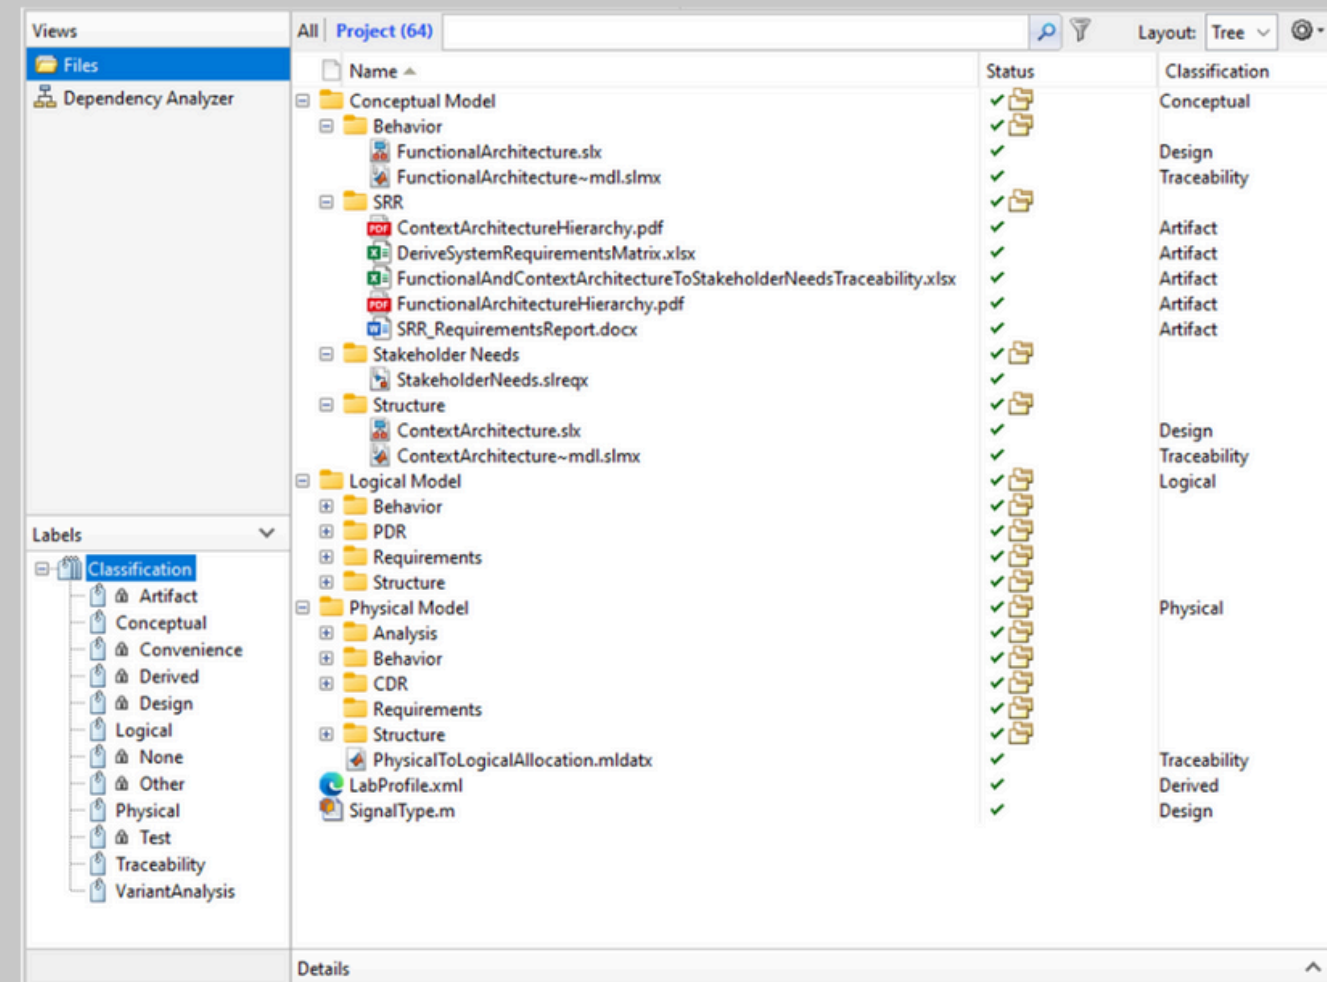 Views
All Project (64) Layout: Tree
Files
Dependency Analyzer
Name Status Classification
Conceptual Model Conceptual
Behavior
FunctionalArchitecture.slx Design
FunctionalArchitecture~mdl.slmx Traceability
SRR
ContextArchitectureHierarchy.pdf Artifact
DeriveSystemRequirementsMatrix.xlsx Artifact
FunctionalAndContextArchitectureToStakeholderNeedsTraceability.xlsx Artifact
FunctionalArchitectureHierarchy.pdf Artifact
SRR_RequirementsReport.docx Artifact
Stakeholder Needs
StakeholderNeeds.slreqx
Structure
ContextArchitecture.slx Design
ContextArchitecture~mdl.slmx Traceability
Logical Model Logical
Behavior
PDR
Requirements
Structure
Physical Model Physical
Analysis
Behavior
CDR
Requirements
Structure
PhysicalToLogicalAllocation.mldatx Traceability
LabProfile.xml Derived
SignalType.m Design
Labels
Classification
Artifact
Conceptual
Convenience
Derived
Design
Logical
None
Other
Physical
Test
Traceability
VariantAnalysis
Details